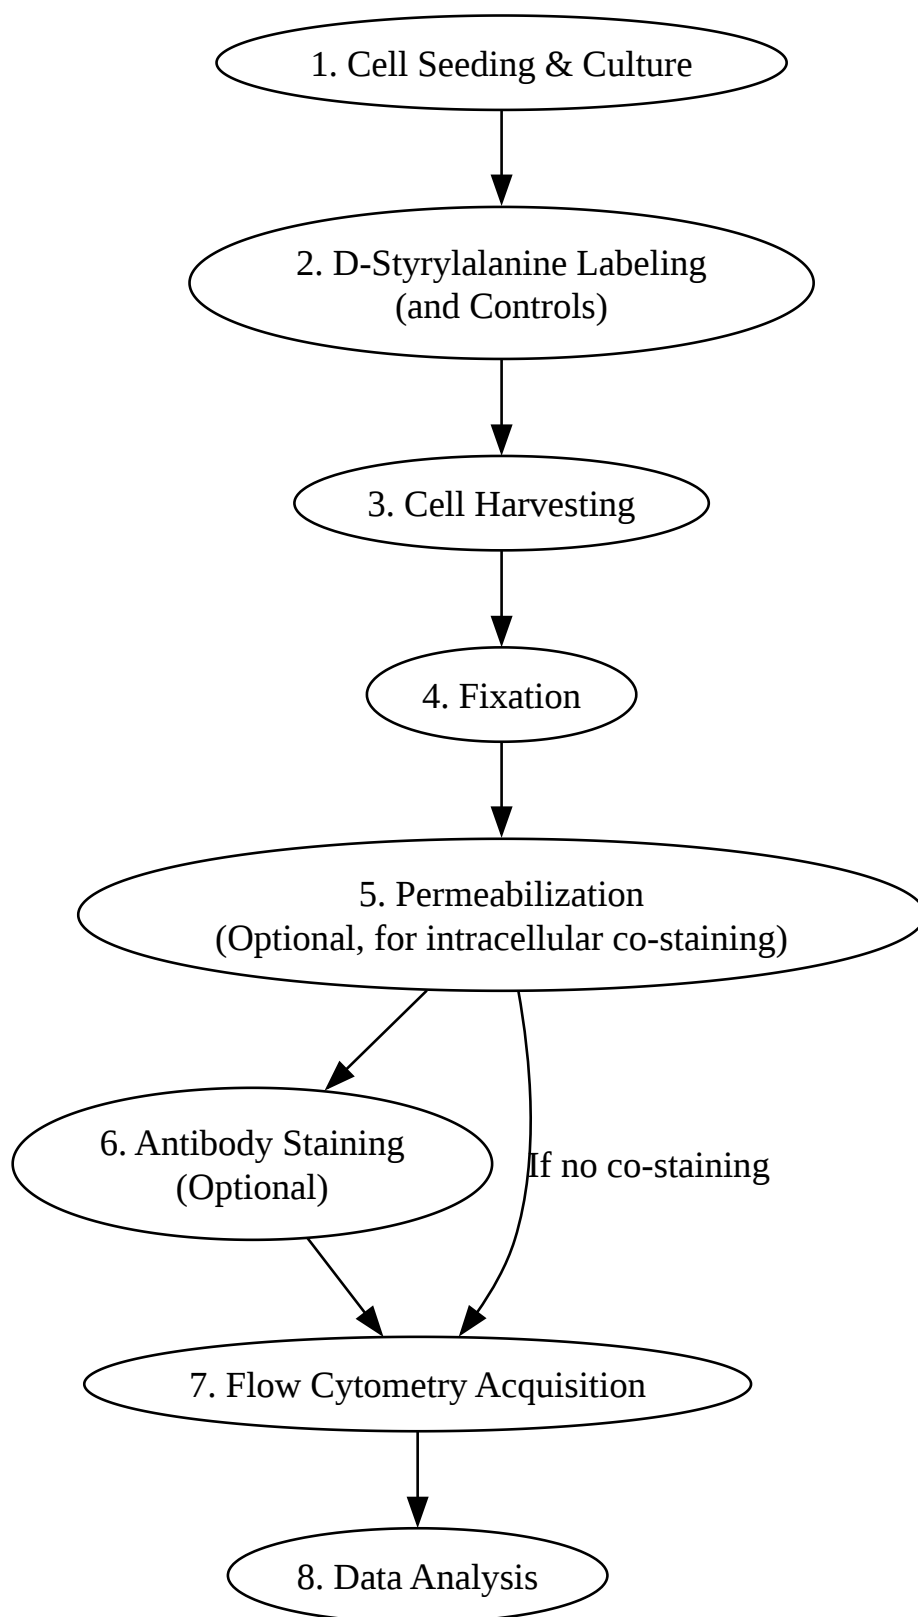 1. Cell Seeding & Culture
2. D-Styrylalanine Labeling
(and Controls)
3. Cell Harvesting
4. Fixation
5. Permeabilization
(Optional, for intracellular co-staining)
6. Antibody Staining
(Optional)
If no co-staining
7. Flow Cytometry Acquisition
8. Data Analysis